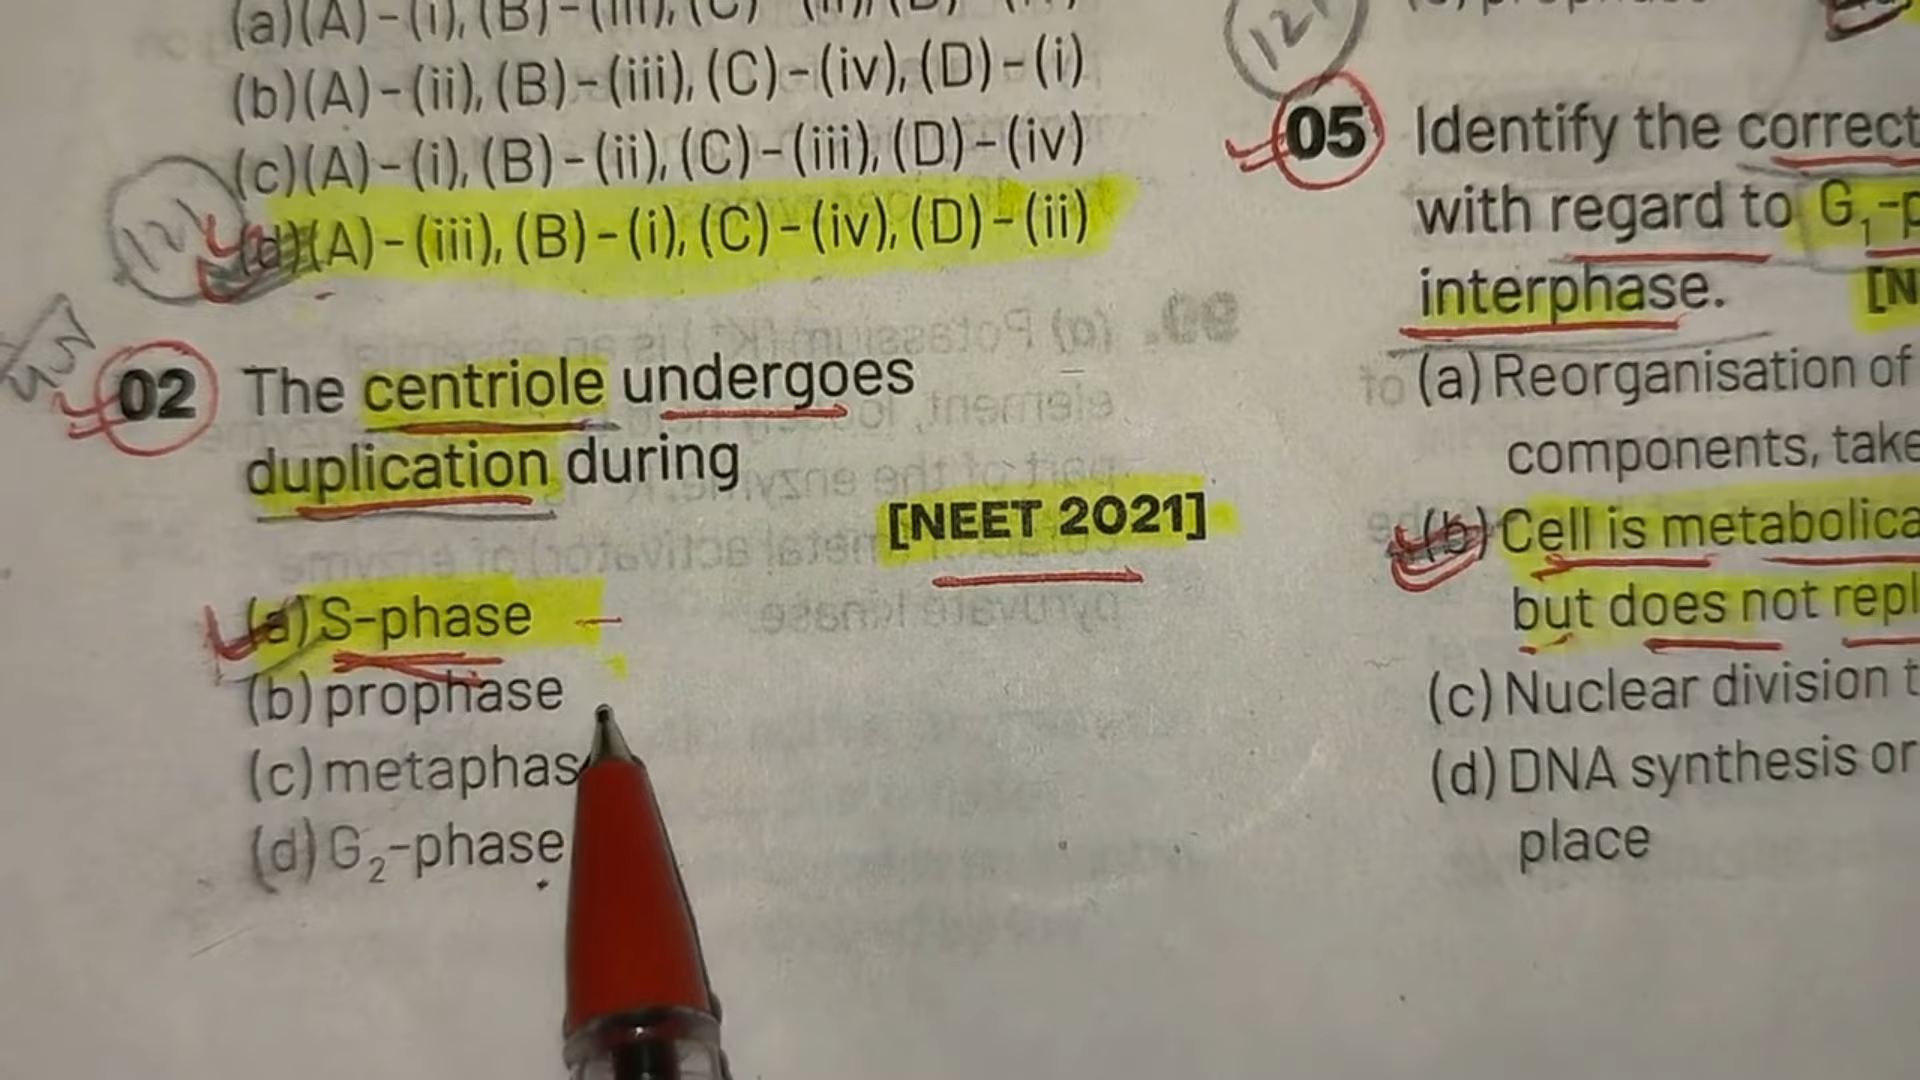 (a)(A)-(i),(B)-(iii),(C)
(b)(A)-(ii),(B)-(iii),(C)-(iv),(D)-(i)
(c)(A)-(i),(B)-(ii),(C)-(iii),(D)-(iv)
(d)(A)-(iii),(B)-(i),(C)-(iv),(D)-(ii)
02 The centriole undergoes
duplication during
[NEET 2021]
(a) S-phase
(b) prophase
(c) metaphas
(d) G₂-phase
05 Identify the correct
with regard to G₁-p
interphase. [N
(a) Reorganisation of
components, take
(b) Cell is metabolica
but does not repl
(c) Nuclear division t
(d) DNA synthesis or
place